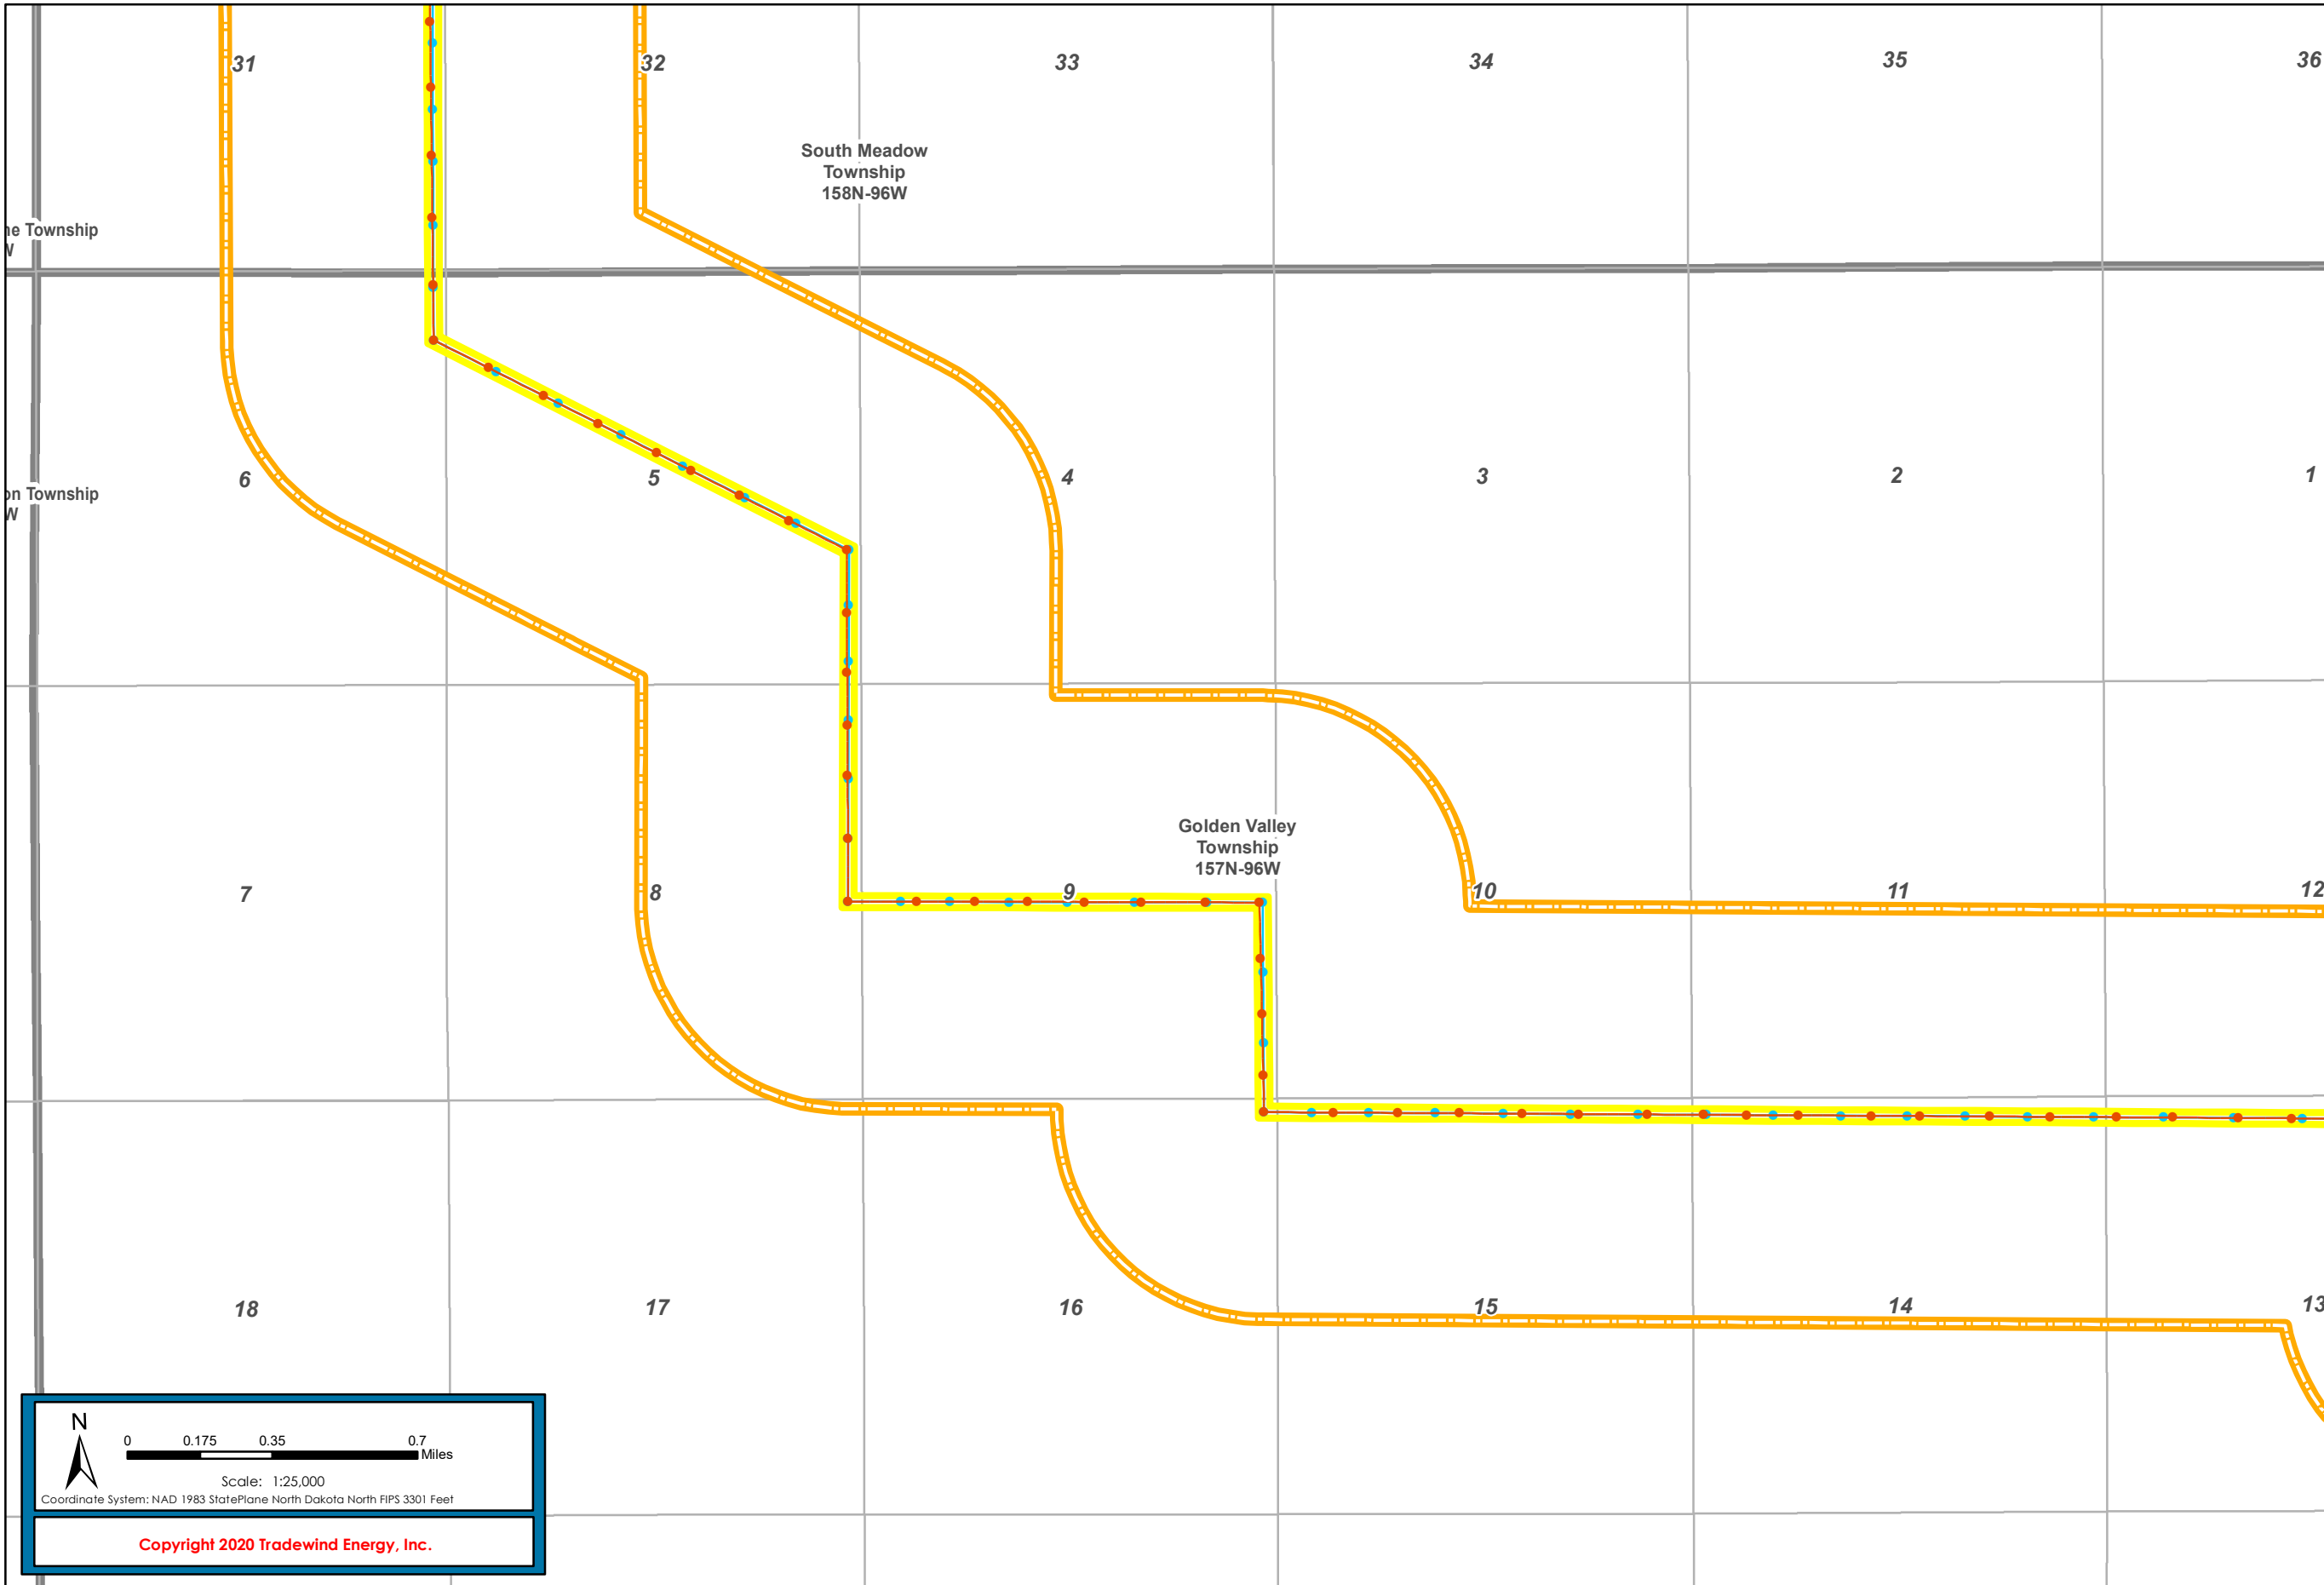 31
32
33
34
35
36
South Meadow
Township
158N-96W
Township
W
6
5
4
3
2
1
Township
W
Golden Valley
Township
157N-96W
7
8
9
10
11
12
18
17
16
15
14
13
N
0 0.175 0.35 0.7
Miles
Scale: 1:25,000
Coordinate System: NAD 1983 StatePlane North Dakota North FIPS 3301 Feet
Copyright 2020 Tradewind Energy, Inc.